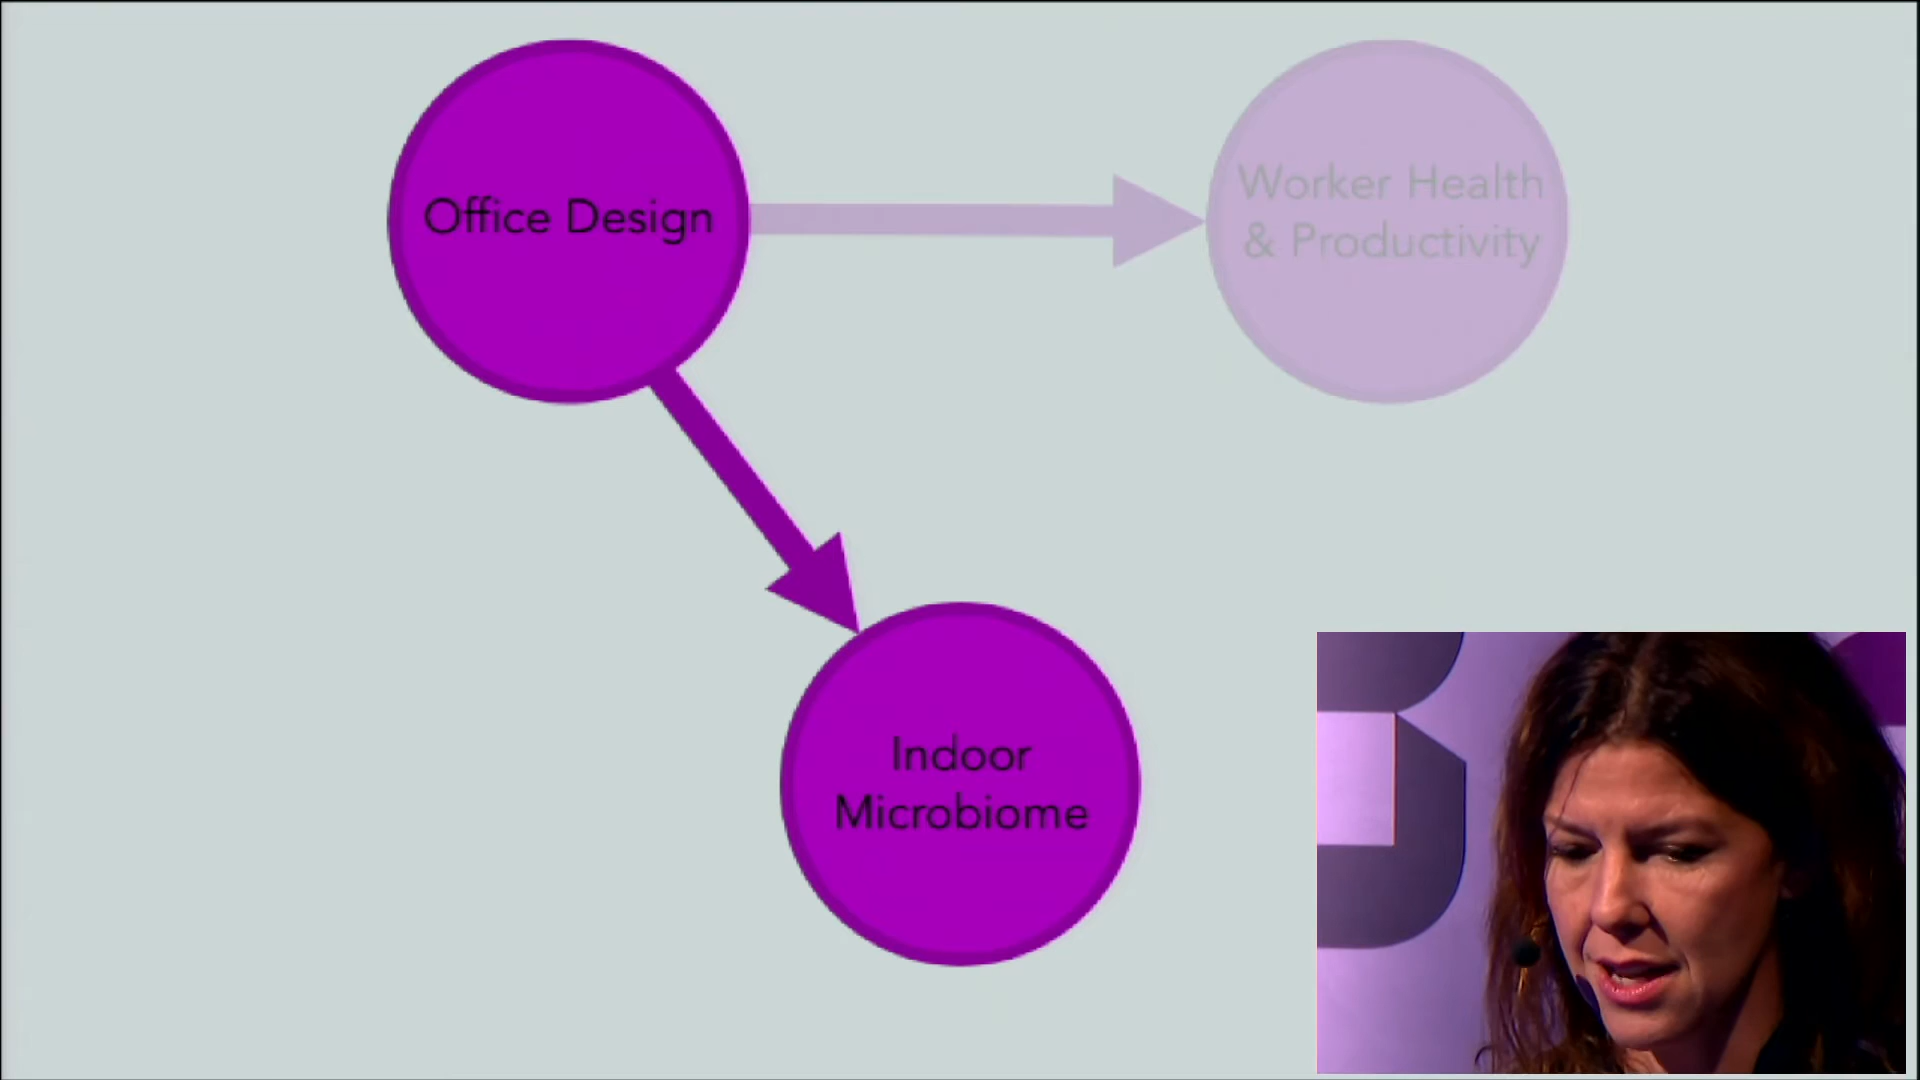 Office Design
Worker Health
& Productivity
Indoor
Microbiome